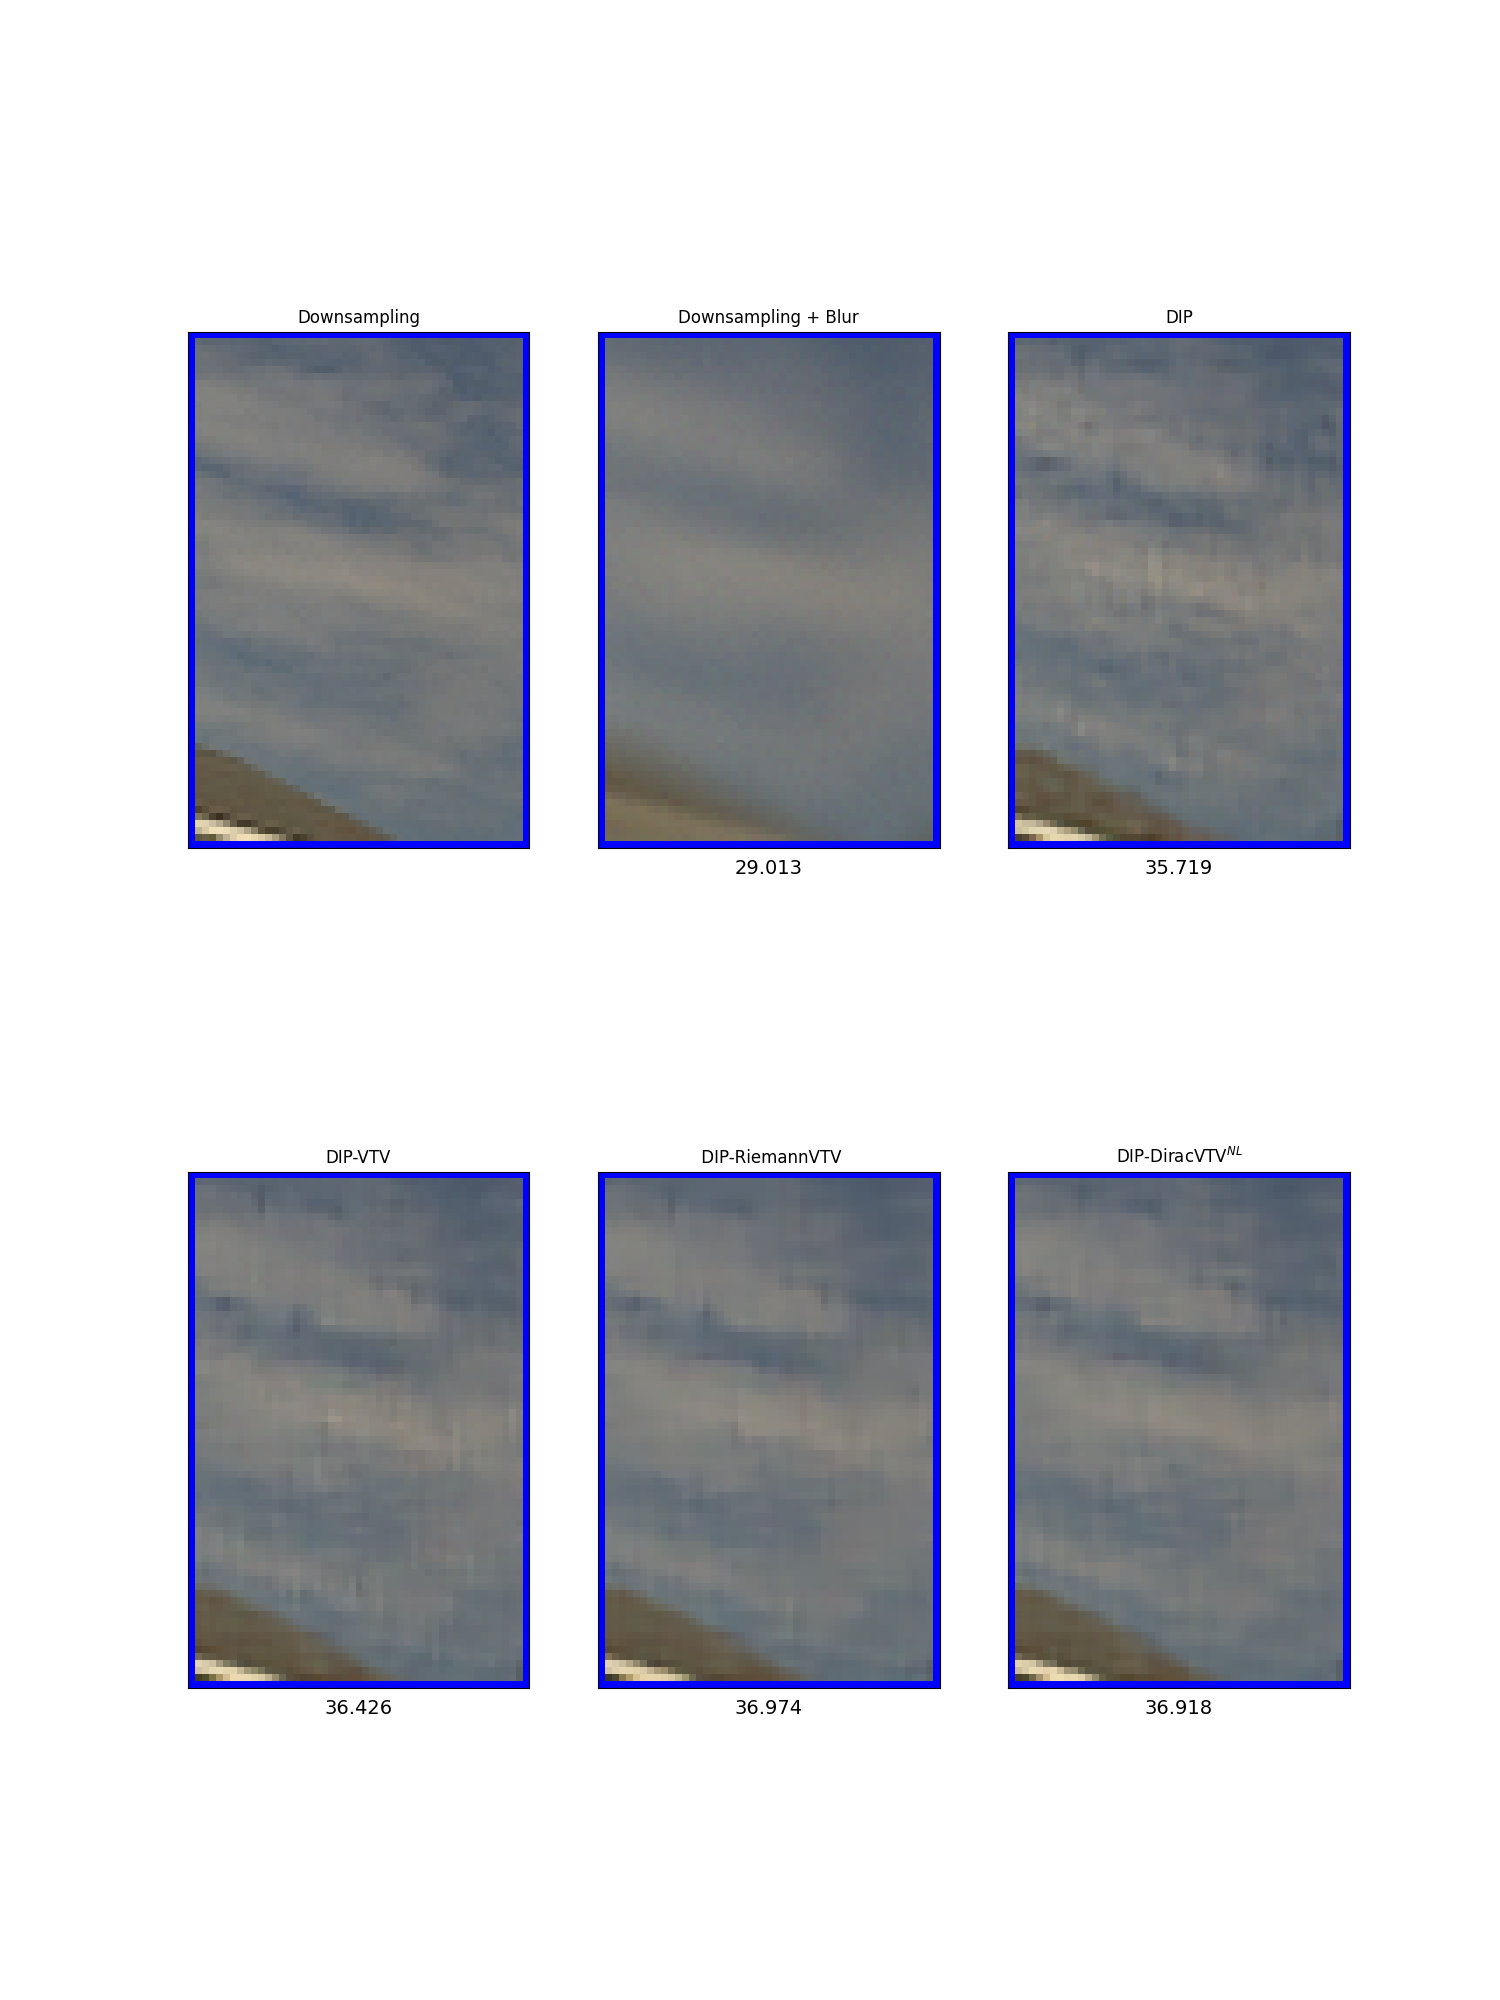 Downsampling
Downsampling + Blur
DIP
29.013
35.719
DIP-VTV
DIP-RiemannVTV
DIP-DiracVTV^{NL}
36.426
36.974
36.918